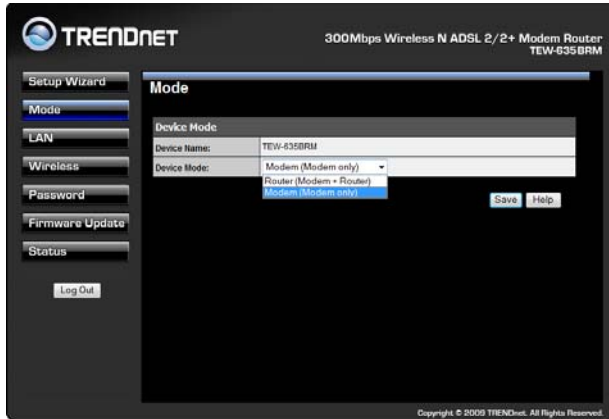 TRENDNET
300Mbps Wireless N ADSL 2/2+ Modem Router
TEW-635BRM
Setup Wizard
Mode
LAN
Wireless
Password
Firmware Update
Status
Log Out
Mode
Device Mode
Device Name: TEW-635BRM
Device Mode: Modem (Modem only)
Router (Modem + Router)
Modem (Modem only)
Save Help
Copyright © 2009 TRENDnet. All Rights Reserved.